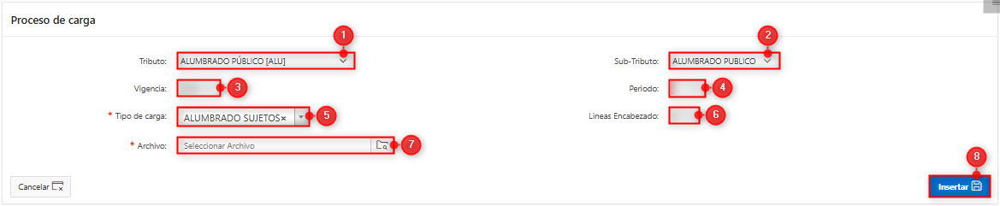 Proceso de carga
1
2
Tributo: ALUMBRADO PÚBLICO [ALU] Sub-Tributo: ALUMBRADO PUBLICO
Vigencia: 3 Periodo: 4
* Tipo de carga: ALUMBRADO SUJETOS× 5 Lineas Encabezado: 6
* Archivo: Seleccionar Archivo 7
8
Cancelar Insertar